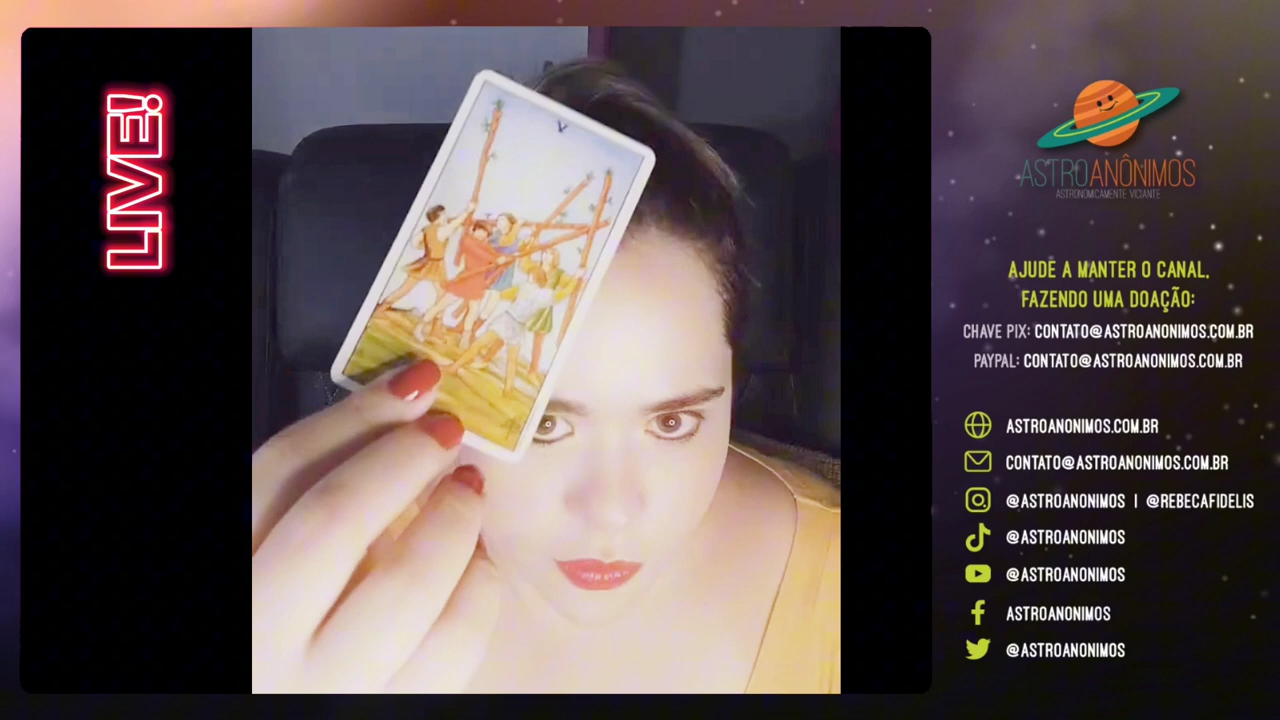 LIVE!
V
ASTROANÔNIMOS
ASTRONOMICAMENTE VICIANTE
AJUDE A MANTER O CANAL,
FAZENDO UMA DOAÇÃO:
CHAVE PIX: CONTATO@ASTROANONIMOS.COM.BR
PAYPAL: CONTATO@ASTROANONIMOS.COM.BR
ASTROANONIMOS.COM.BR
CONTATO@ASTROANONIMOS.COM.BR
@ASTROANONIMOS | @REBECAFIDELIS
@ASTROANONIMOS
@ASTROANONIMOS
ASTROANONIMOS
@ASTROANONIMOS